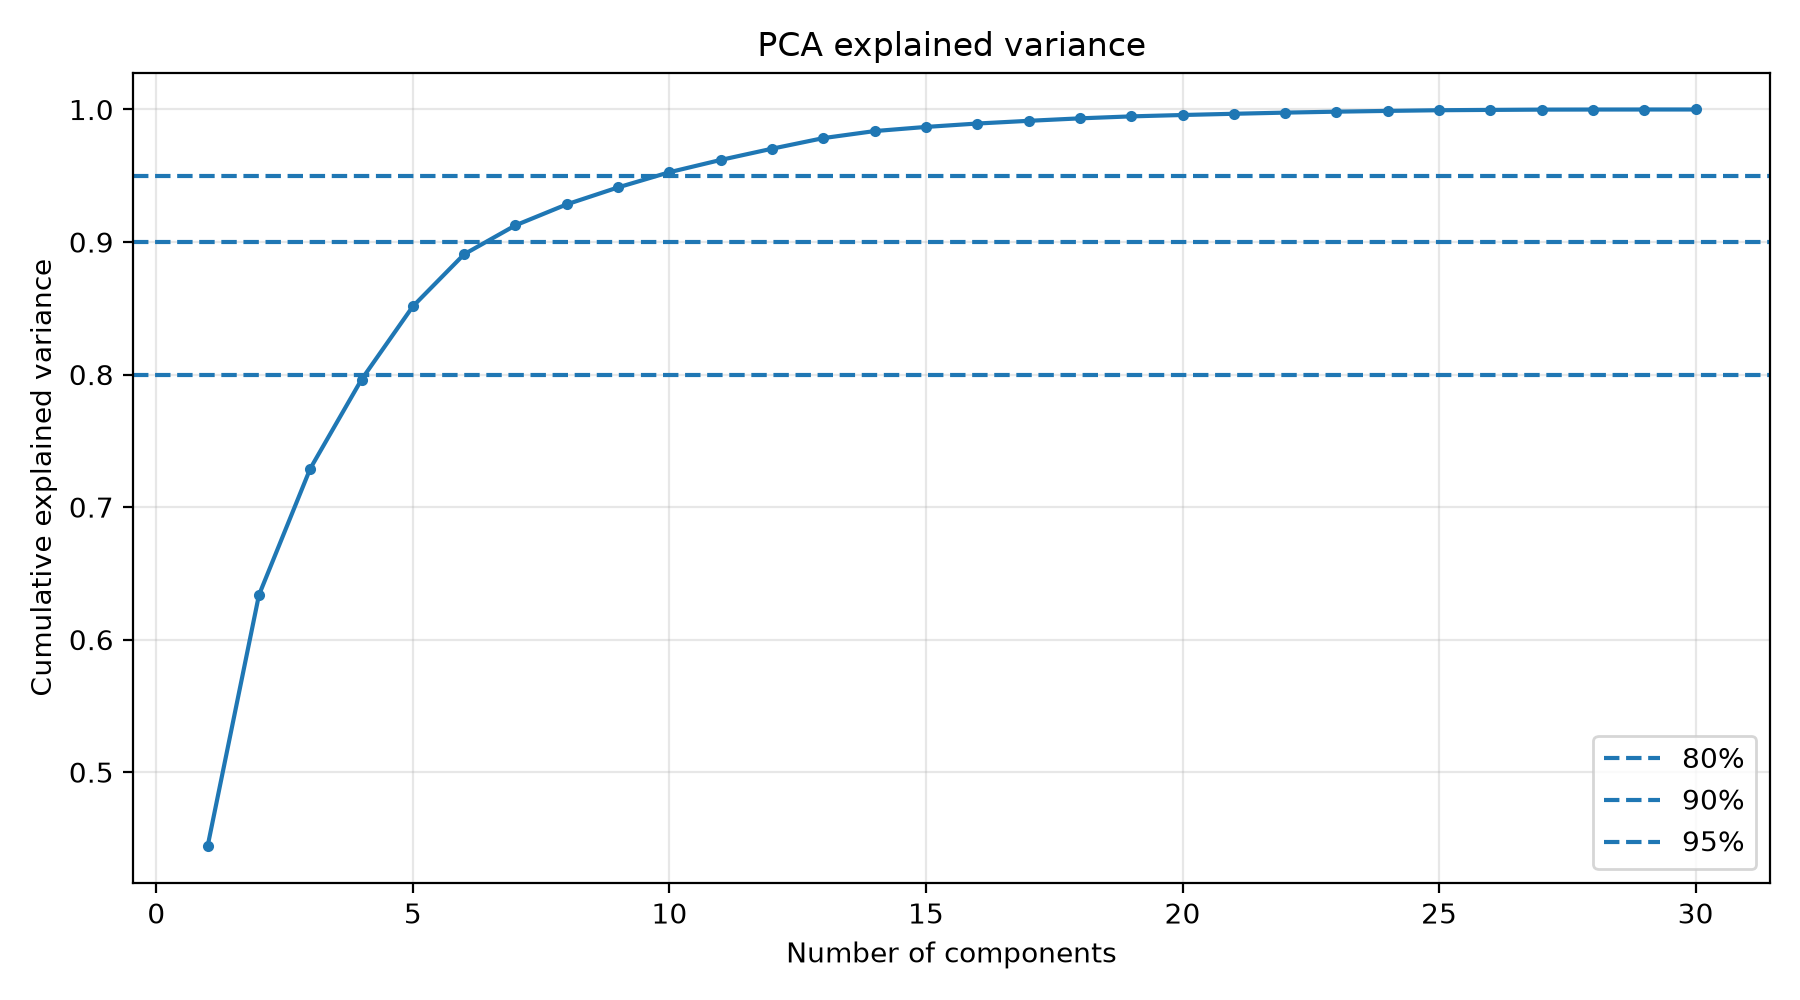 PCA explained variance
Cumulative explained variance
1.0
0.9
0.8
0.7
0.6
0.5
80%
90%
95%
0 5 10 15 20 25 30
Number of components